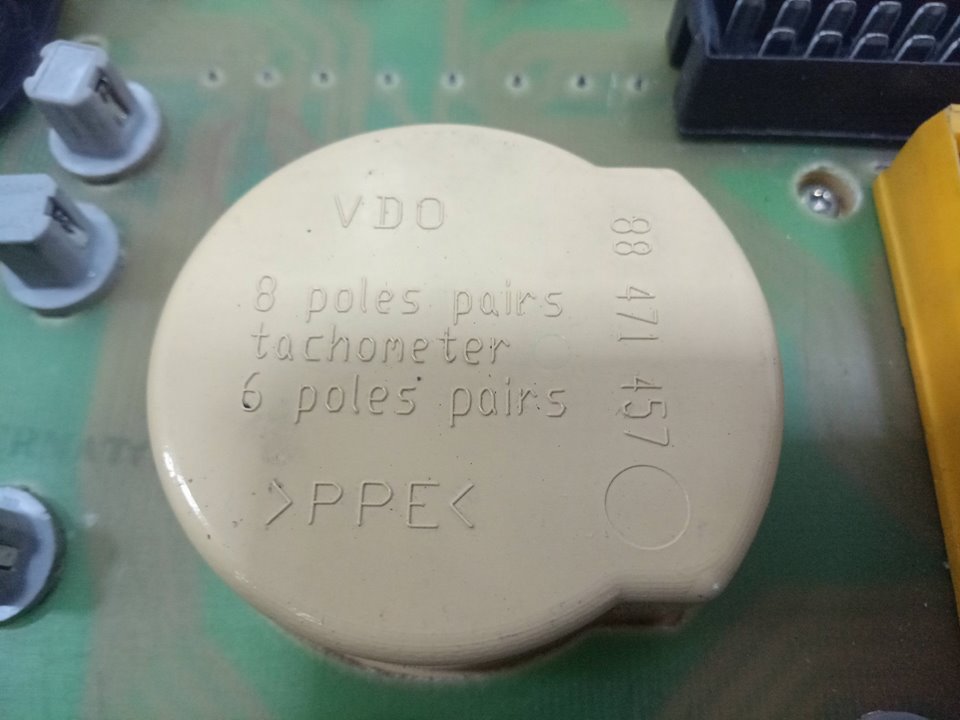 VDO
8 poles pairs
tachometer
6 poles pairs
>PPE<
88 471 457